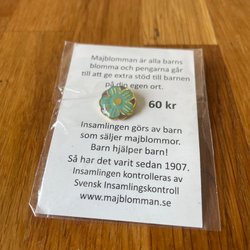 Majblomman är alla barns
blomma och pengarna går
till att ge extra stöd till barnen
på din egen ort.
60 kr
Insamlingen görs av barn
som säljer majblommor.
Barn hjälper barn!
Så har det varit sedan 1907.
Insamlingen kontrolleras av
Svensk Insamlingskontroll
www.majblomman.se